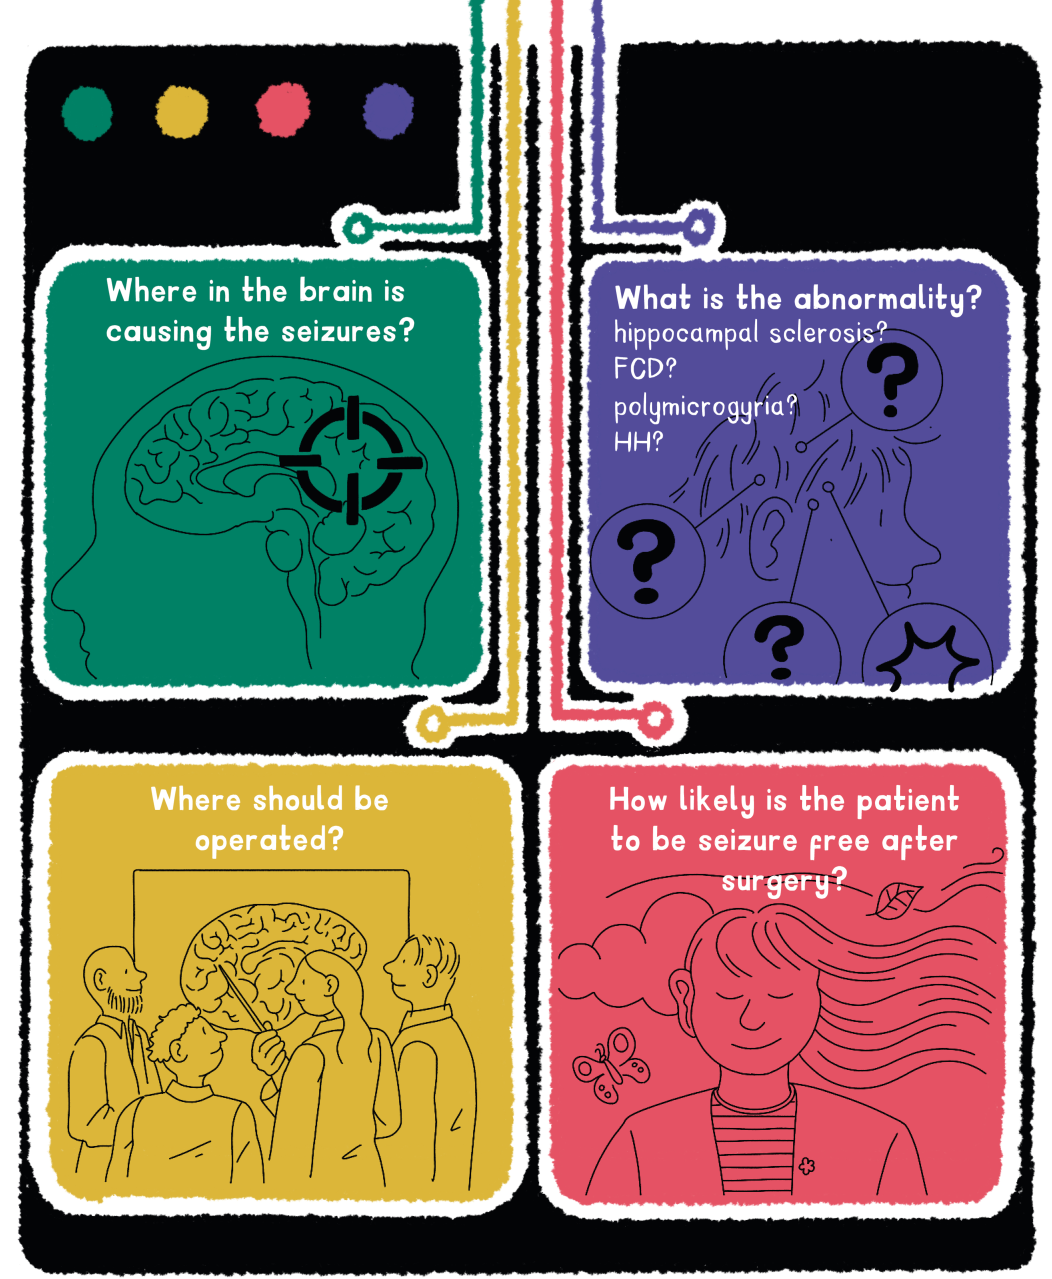 Where in the brain is
causing the seizures?
What is the abnormality?
hippocampal sclerosis?
FCD?
polymicrogyria?
HH?
Where should be
operated?
How likely is the patient
to be seizure free after
surgery?